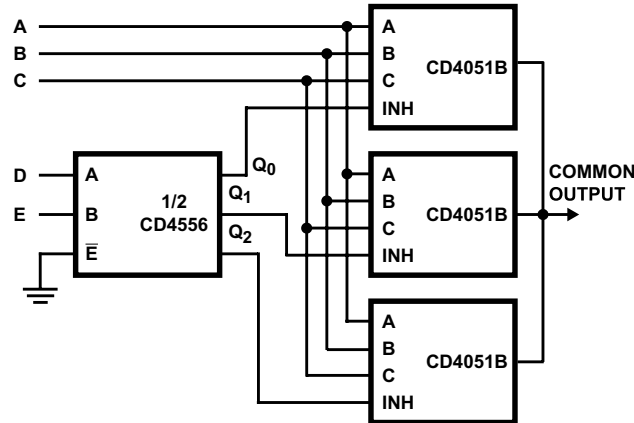 A
B
C
A
B
C
INH
CD4051B
D
E
A
B
E̅
1/2
CD4556
Q0
Q1
Q2
A
B
C
INH
CD4051B
COMMON
OUTPUT
A
B
C
INH
CD4051B